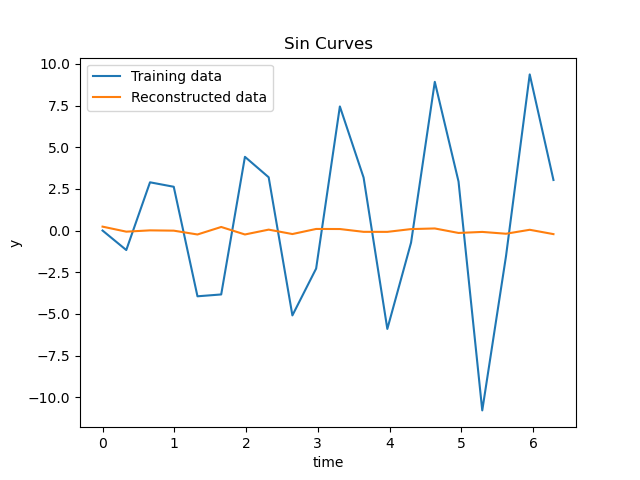 Sin Curves
Training data
Reconstructed data
10.0
7.5
5.0
2.5
0.0
−2.5
−5.0
−7.5
−10.0
y
0 1 2 3 4 5 6
time